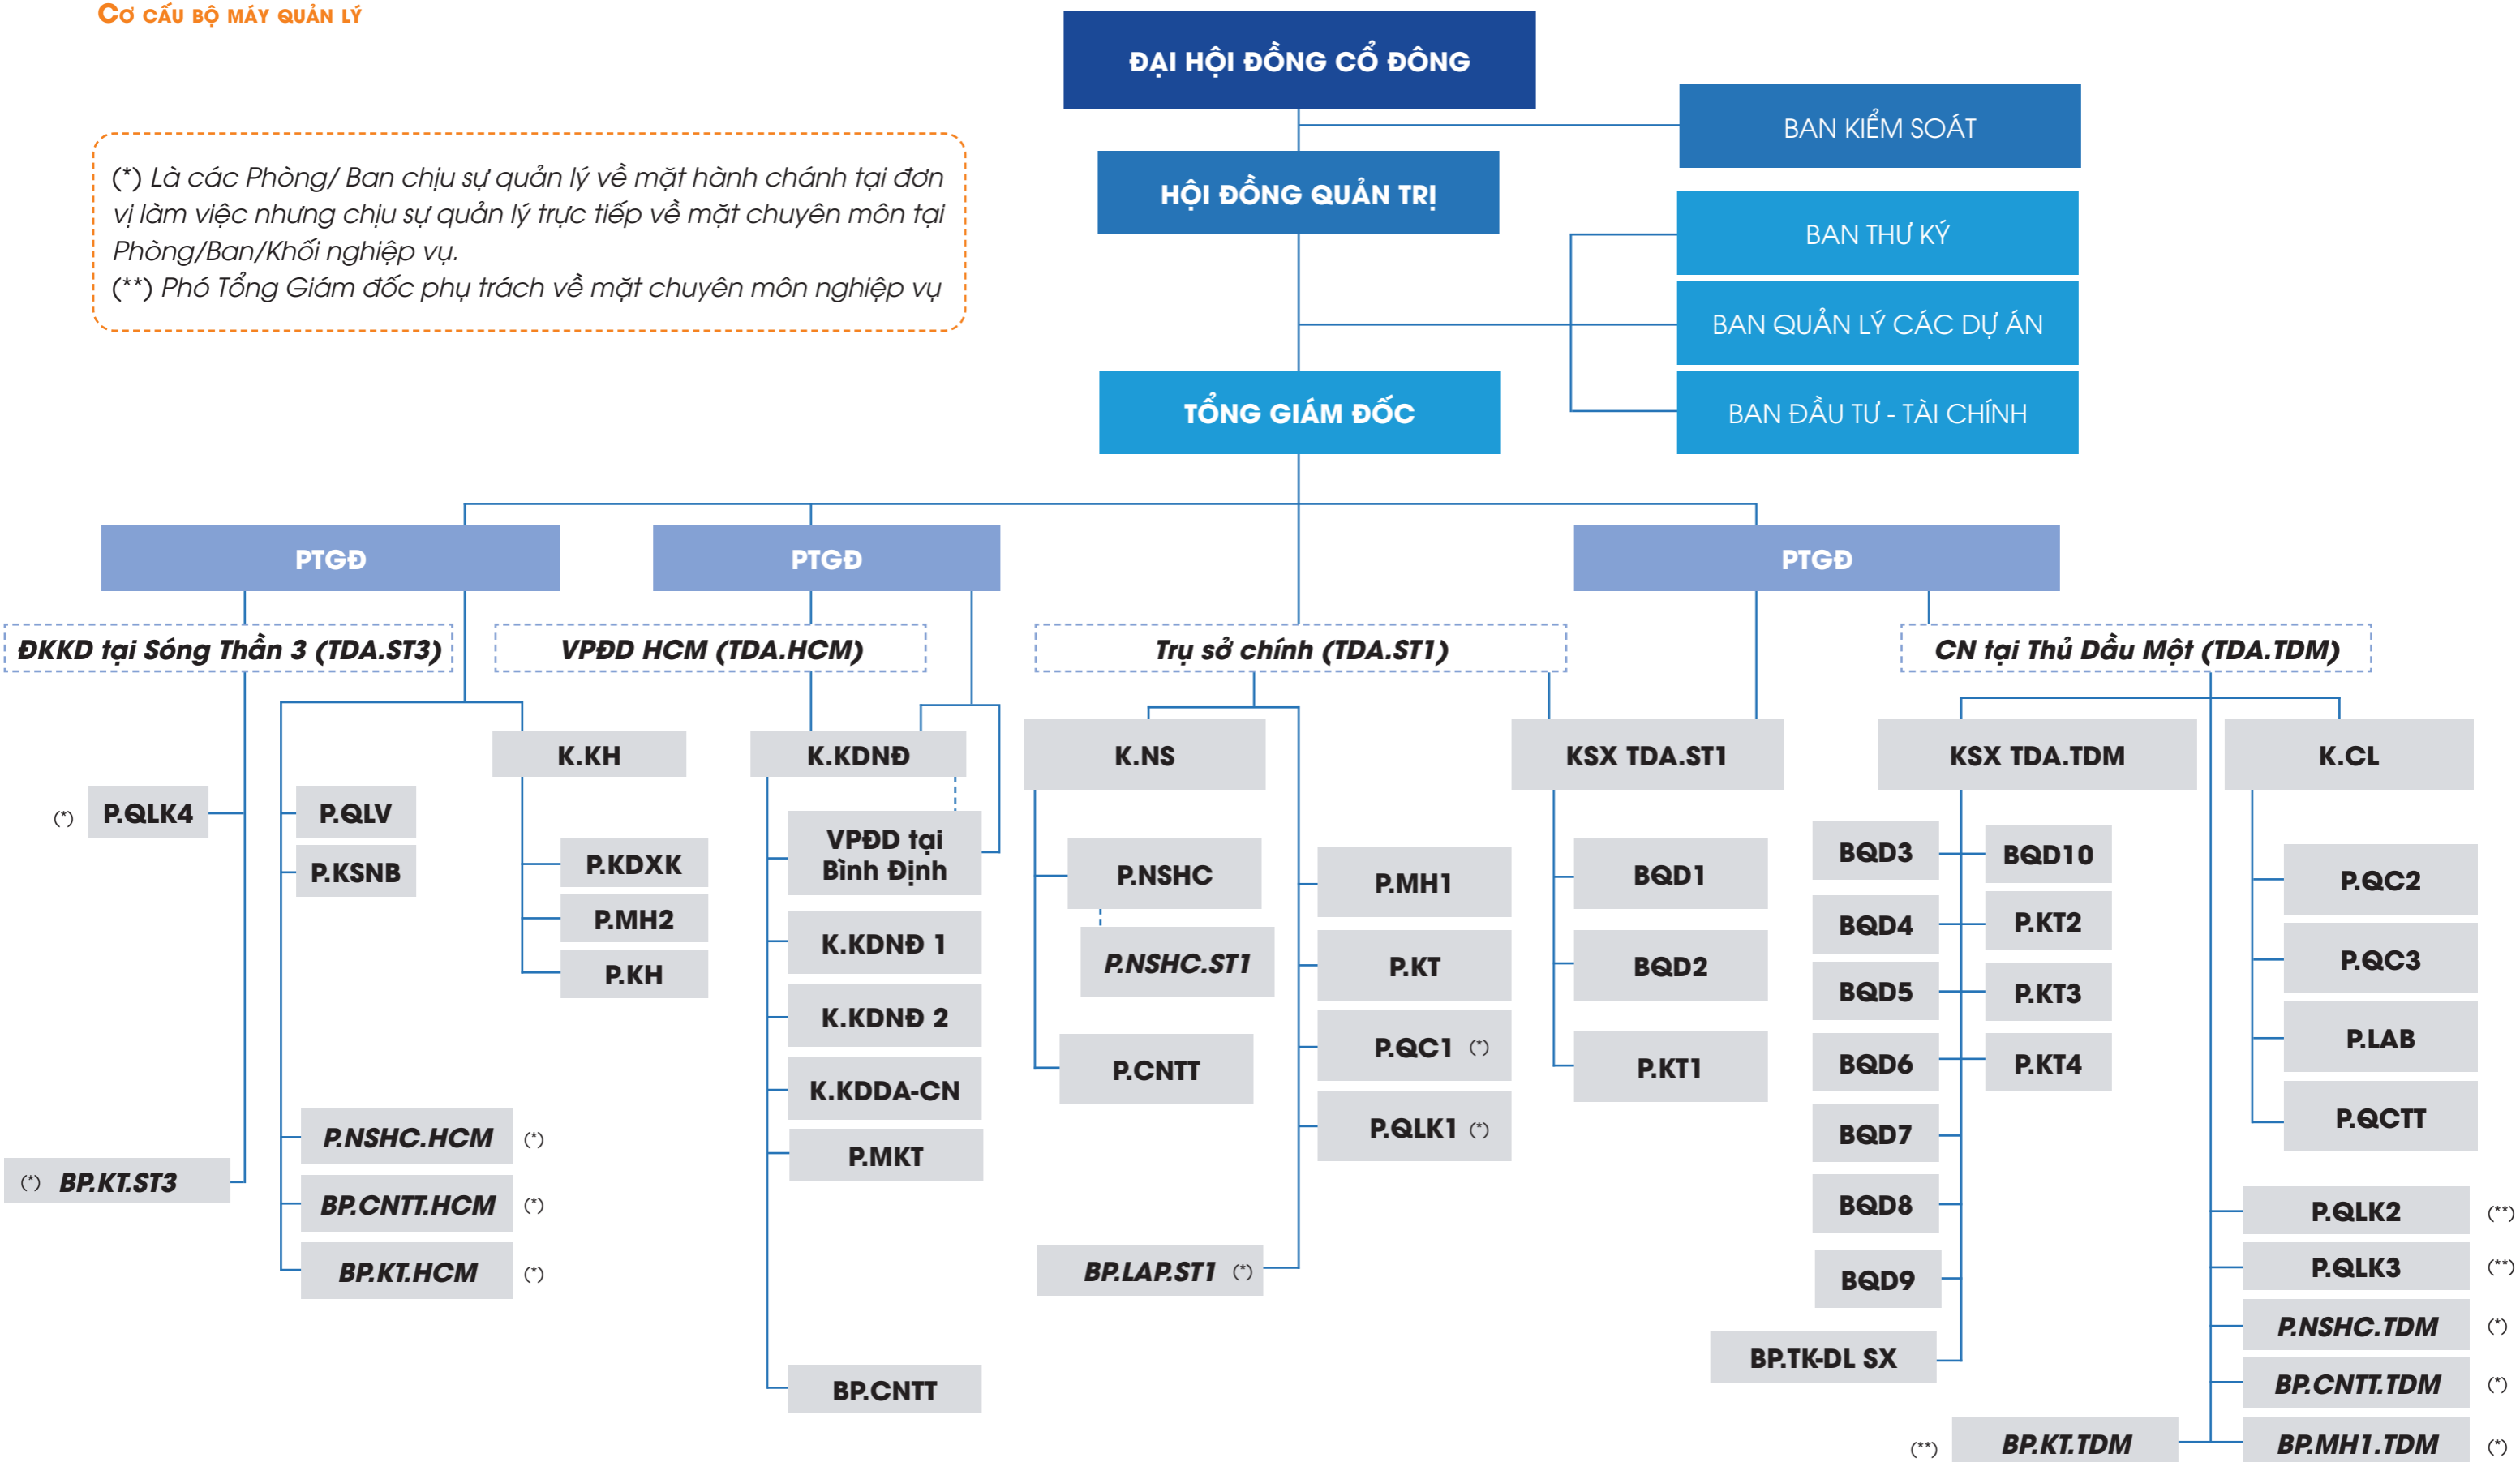 CƠ CẤU BỘ MÁY QUẢN LÝ
ĐẠI HỘI ĐỒNG CỔ ĐÔNG
BAN KIỂM SOÁT
(*) Là các Phòng/ Ban chịu sự quản lý về mặt hành chánh tại đơn
vị làm việc nhưng chịu sự quản lý trực tiếp về mặt chuyên môn tại
Phòng/Ban/Khối nghiệp vụ.
(**) Phó Tổng Giám đốc phụ trách về mặt chuyên môn nghiệp vụ
HỘI ĐỒNG QUẢN TRỊ
BAN THƯ KÝ
BAN QUẢN LÝ CÁC DỰ ÁN
TỔNG GIÁM ĐỐC
BAN ĐẦU TƯ - TÀI CHÍNH
PTGĐ
PTGĐ
PTGĐ
ĐKKD tại Sóng Thần 3 (TDA.ST3)
VPĐD HCM (TDA.HCM)
Trụ sở chính (TDA.ST1)
CN tại Thủ Dầu Một (TDA.TDM)
(*) P.QLK4
(*) BP.KT.ST3
P.QLV
P.KSNB
P.NSHC.HCM (*)
BP.CNTT.HCM (*)
BP.KT.HCM (*)
K.KH
P.KDXK
P.MH2
P.KH
K.KDNĐ
VPĐD tại
Bình Định
K.KDNĐ 1
K.KDNĐ 2
K.KDDA-CN
P.MKT
BP.CNTT
K.NS
P.NSHC
P.NSHC.ST1
P.CNTT
P.MH1
P.KT
P.QC1 (*)
P.QLK1 (*)
BP.LAP.ST1 (*)
KSX TDA.ST1
BQD1
BQD2
P.KT1
KSX TDA.TDM
BQD3
BQD4
BQD5
BQD6
BQD7
BQD8
BQD9
BP.TK-DL SX
BQD10
P.KT2
P.KT3
P.KT4
K.CL
P.QC2
P.QC3
P.LAB
P.QCTT
P.QLK2 (**)
P.QLK3 (**)
P.NSHC.TDM (*)
BP.CNTT.TDM (*)
(**) BP.KT.TDM
BP.MH1.TDM (*)